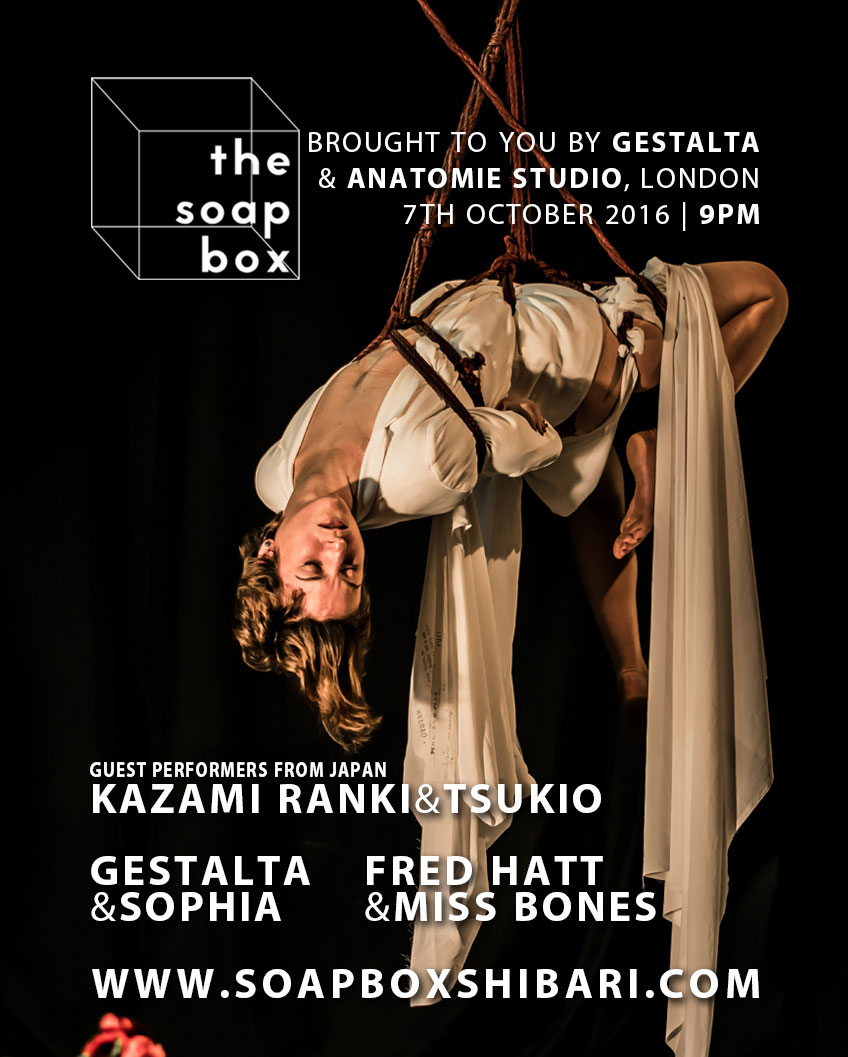 the
soap
box
BROUGHT TO YOU BY GESTALTA
& ANATOMIE STUDIO, LONDON
7TH OCTOBER 2016 | 9PM
GUEST PERFORMERS FROM JAPAN
KAZAMI RANKI&TSUKIO
GESTALTA
&SOPHIA
FRED HATT
&MISS BONES
WWW.SOAPBOXSHIBARI.COM